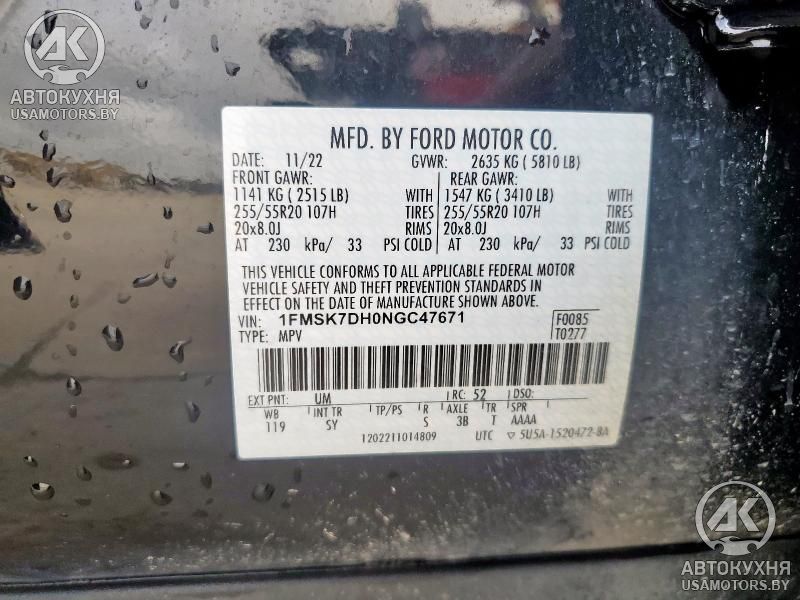 AK
АВТОКУХНЯ
USAMOTORS.BY
MFD. BY FORD MOTOR CO.
DATE: 11/22 GVWR: 2635 KG ( 5810 LB)
FRONT GAWR: REAR GAWR:
1141 KG ( 2515 LB) WITH 1547 KG ( 3410 LB) WITH
255/55R20 107H TIRES 255/55R20 107H TIRES
20x8.0J RIMS 20x8.0J RIMS
AT 230 kPa/ 33 PSI COLD AT 230 kPa/ 33 PSI COLD
THIS VEHICLE CONFORMS TO ALL APPLICABLE FEDERAL MOTOR
VEHICLE SAFETY AND THEFT PREVENTION STANDARDS IN
EFFECT ON THE DATE OF MANUFACTURE SHOWN ABOVE.
VIN: 1FMSK7DH0NGC47671 F0085
TYPE: MPV T0277
EXT PNT: UM RC: 52 DSO:
WB INT TR TP/PS R AXLE TR SPR
119 SY S 3B T AAAA
1202211014809 UTC ▽ 5U5A-1520472-BA
AK
АВТОКУХНЯ
USAMOTORS.BY